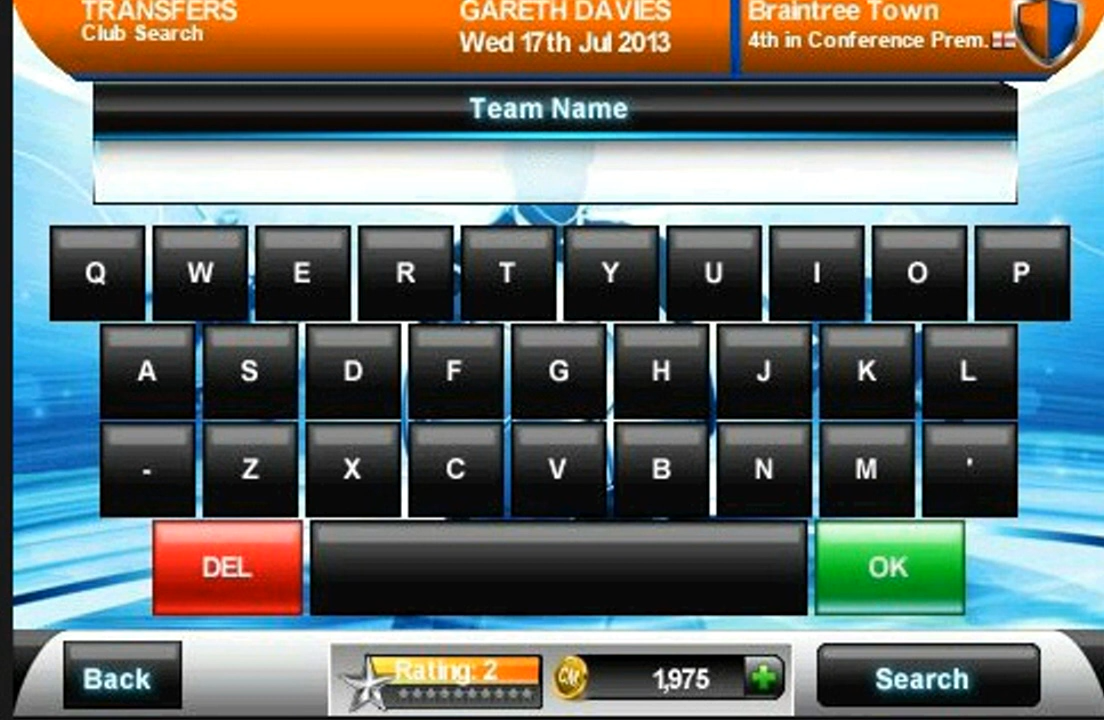 TRANSFERS
Club Search
GARETH DAVIES
Wed 17th Jul 2013
Braintree Town
4th in Conference Prem.
Team Name
Q W E R T Y U I O P
A S D F G H J K L
- Z X C V B N M '
DEL OK
Back
Rating: 2
CM
1,975
Search